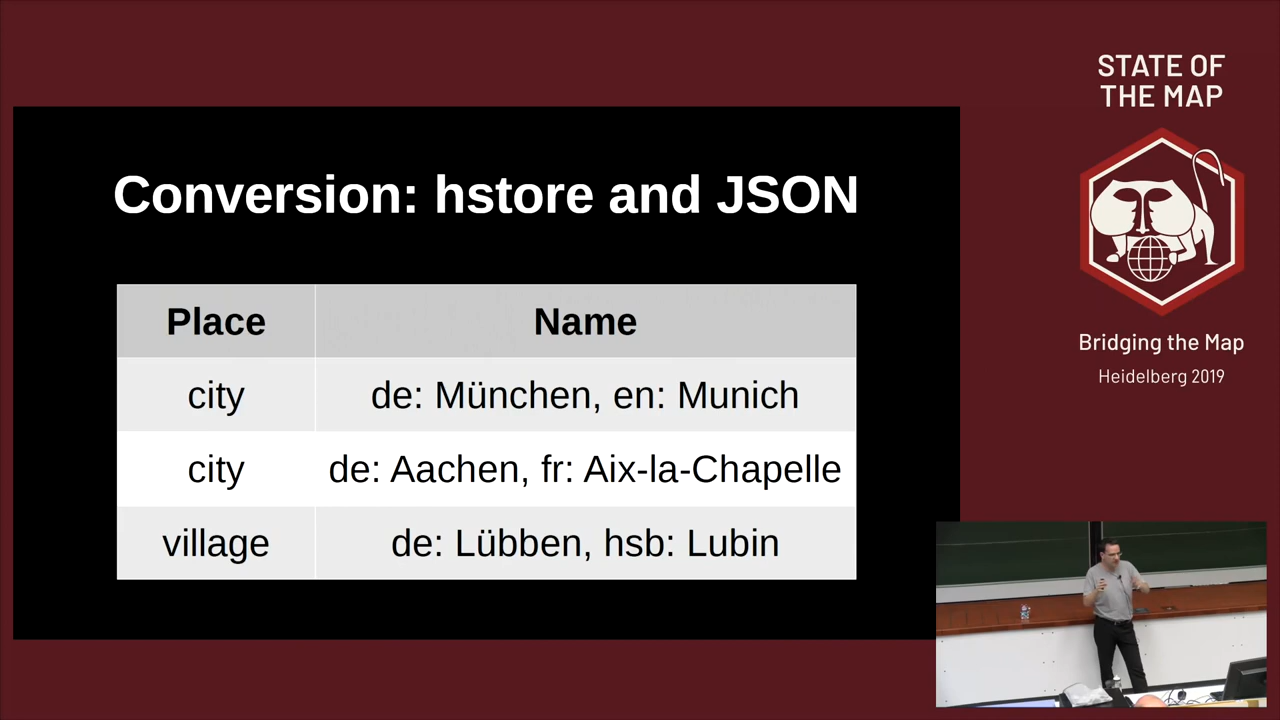 STATE OF
THE MAP
Conversion: hstore and JSON
Place Name
city de: München, en: Munich
city de: Aachen, fr: Aix-la-Chapelle
village de: Lübben, hsb: Lubin
Bridging the Map
Heidelberg 2019